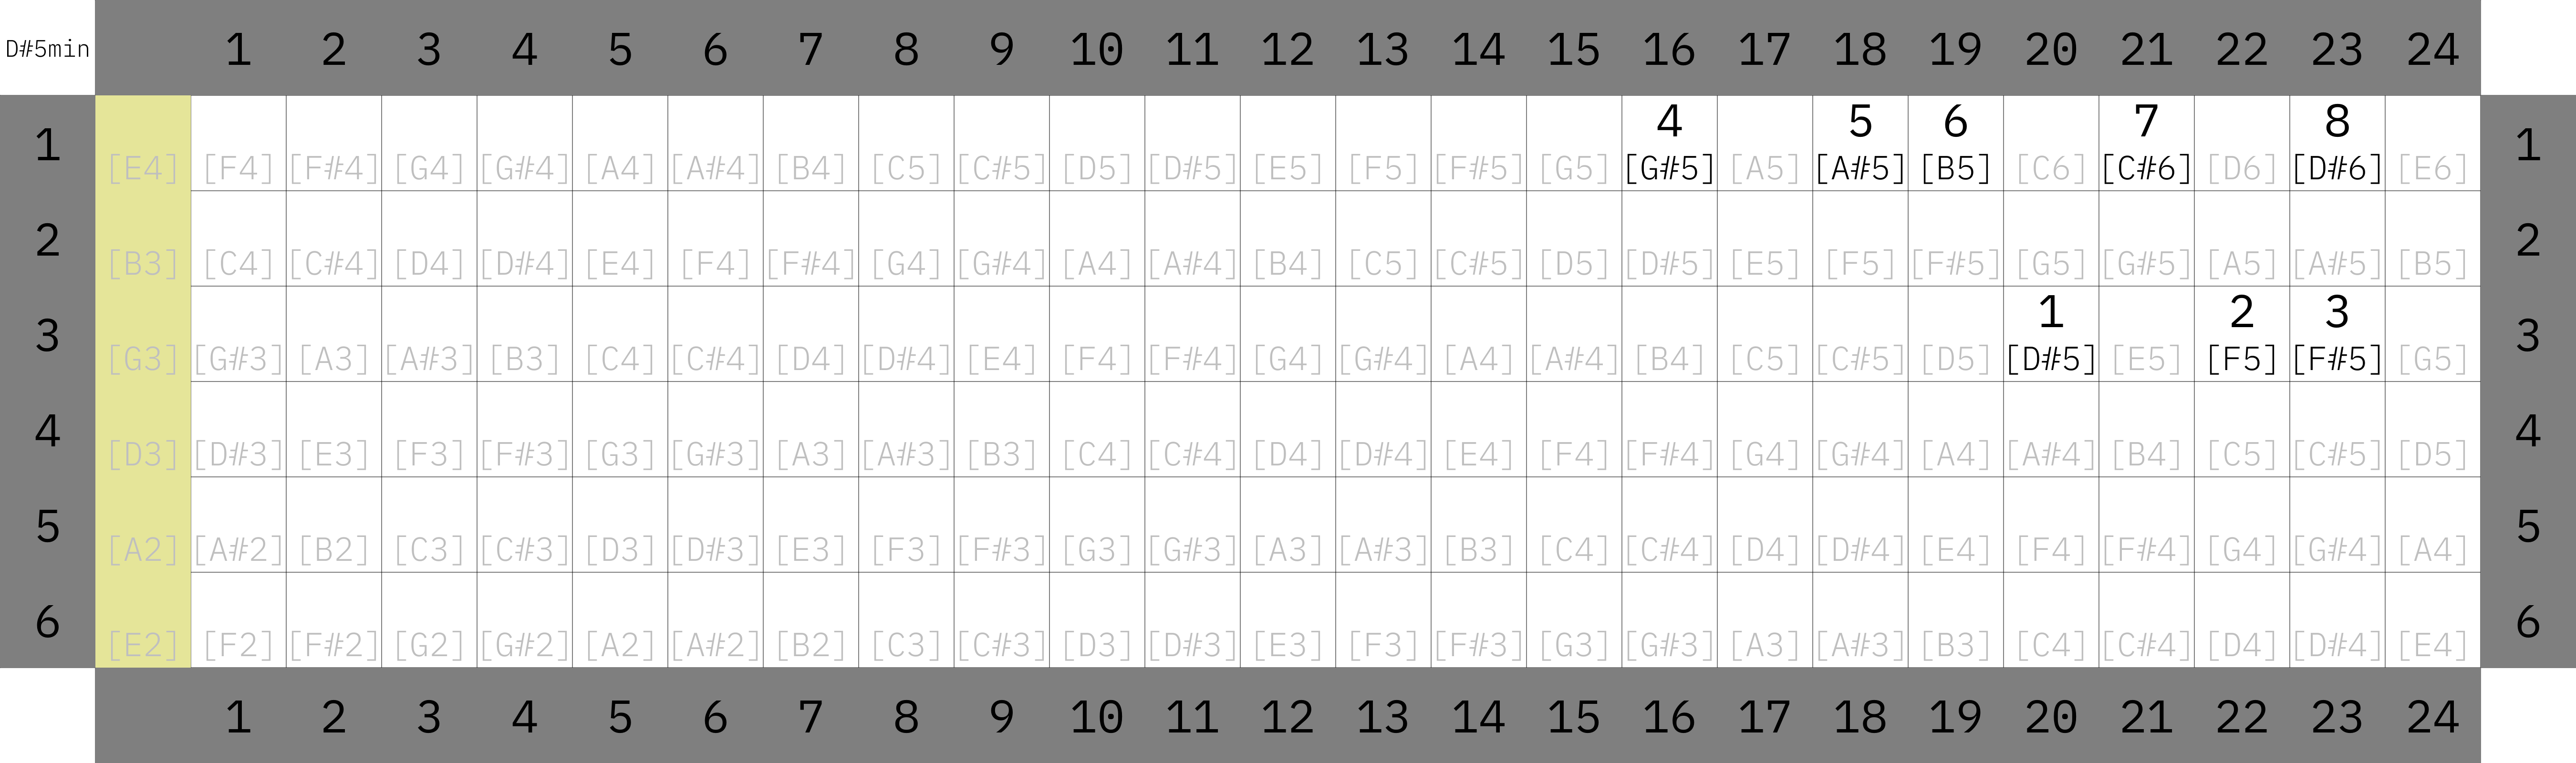 D#5min 1 2 3 4 5 6 7 8 9 10 11 12 13 14 15 16 17 18 19 20 21 22 23 24
4 5 6 7 8
1 [E4] [F4] [F#4] [G4] [G#4] [A4] [A#4] [B4] [C5] [C#5] [D5] [D#5] [E5] [F5] [F#5] [G5] [G#5] [A5] [A#5] [B5] [C6] [C#6] [D6] [D#6] [E6] 1
2 [B3] [C4] [C#4] [D4] [D#4] [E4] [F4] [F#4] [G4] [G#4] [A4] [A#4] [B4] [C5] [C#5] [D5] [D#5] [E5] [F5] [F#5] [G5] [G#5] [A5] [A#5] [B5] 2
1 2 3
3 [G3] [G#3] [A3] [A#3] [B3] [C4] [C#4] [D4] [D#4] [E4] [F4] [F#4] [G4] [G#4] [A4] [A#4] [B4] [C5] [C#5] [D5] [D#5] [E5] [F5] [F#5] [G5] 3
4 [D3] [D#3] [E3] [F3] [F#3] [G3] [G#3] [A3] [A#3] [B3] [C4] [C#4] [D4] [D#4] [E4] [F4] [F#4] [G4] [G#4] [A4] [A#4] [B4] [C5] [C#5] [D5] 4
5 [A2] [A#2] [B2] [C3] [C#3] [D3] [D#3] [E3] [F3] [F#3] [G3] [G#3] [A3] [A#3] [B3] [C4] [C#4] [D4] [D#4] [E4] [F4] [F#4] [G4] [G#4] [A4] 5
6 [E2] [F2] [F#2] [G2] [G#2] [A2] [A#2] [B2] [C3] [C#3] [D3] [D#3] [E3] [F3] [F#3] [G3] [G#3] [A3] [A#3] [B3] [C4] [C#4] [D4] [D#4] [E4] 6
1 2 3 4 5 6 7 8 9 10 11 12 13 14 15 16 17 18 19 20 21 22 23 24